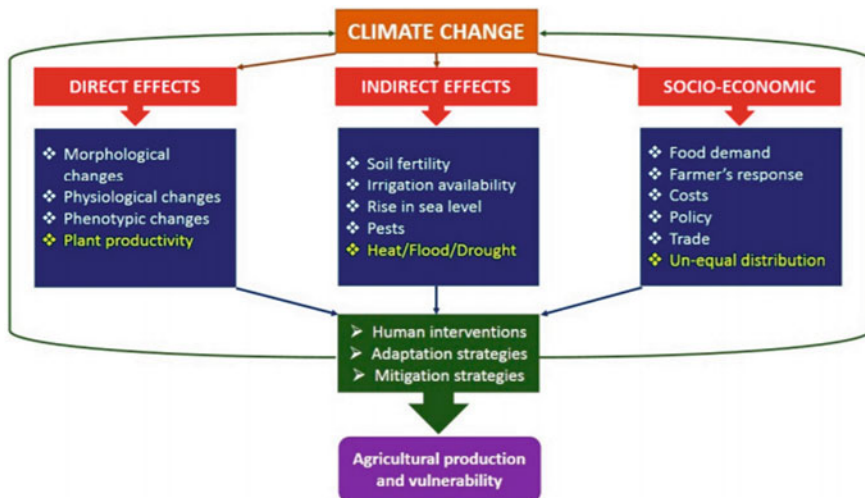 CLIMATE CHANGE
DIRECT EFFECTS
❖ Morphological
changes
❖ Physiological changes
❖ Phenotypic changes
❖ Plant productivity
INDIRECT EFFECTS
❖ Soil fertility
❖ Irrigation availability
❖ Rise in sea level
❖ Pests
❖ Heat/Flood/Drought
SOCIO-ECONOMIC
❖ Food demand
❖ Farmer's response
❖ Costs
❖ Policy
❖ Trade
❖ Un-equal distribution
➢ Human interventions
➢ Adaptation strategies
➢ Mitigation strategies
Agricultural production
and vulnerability